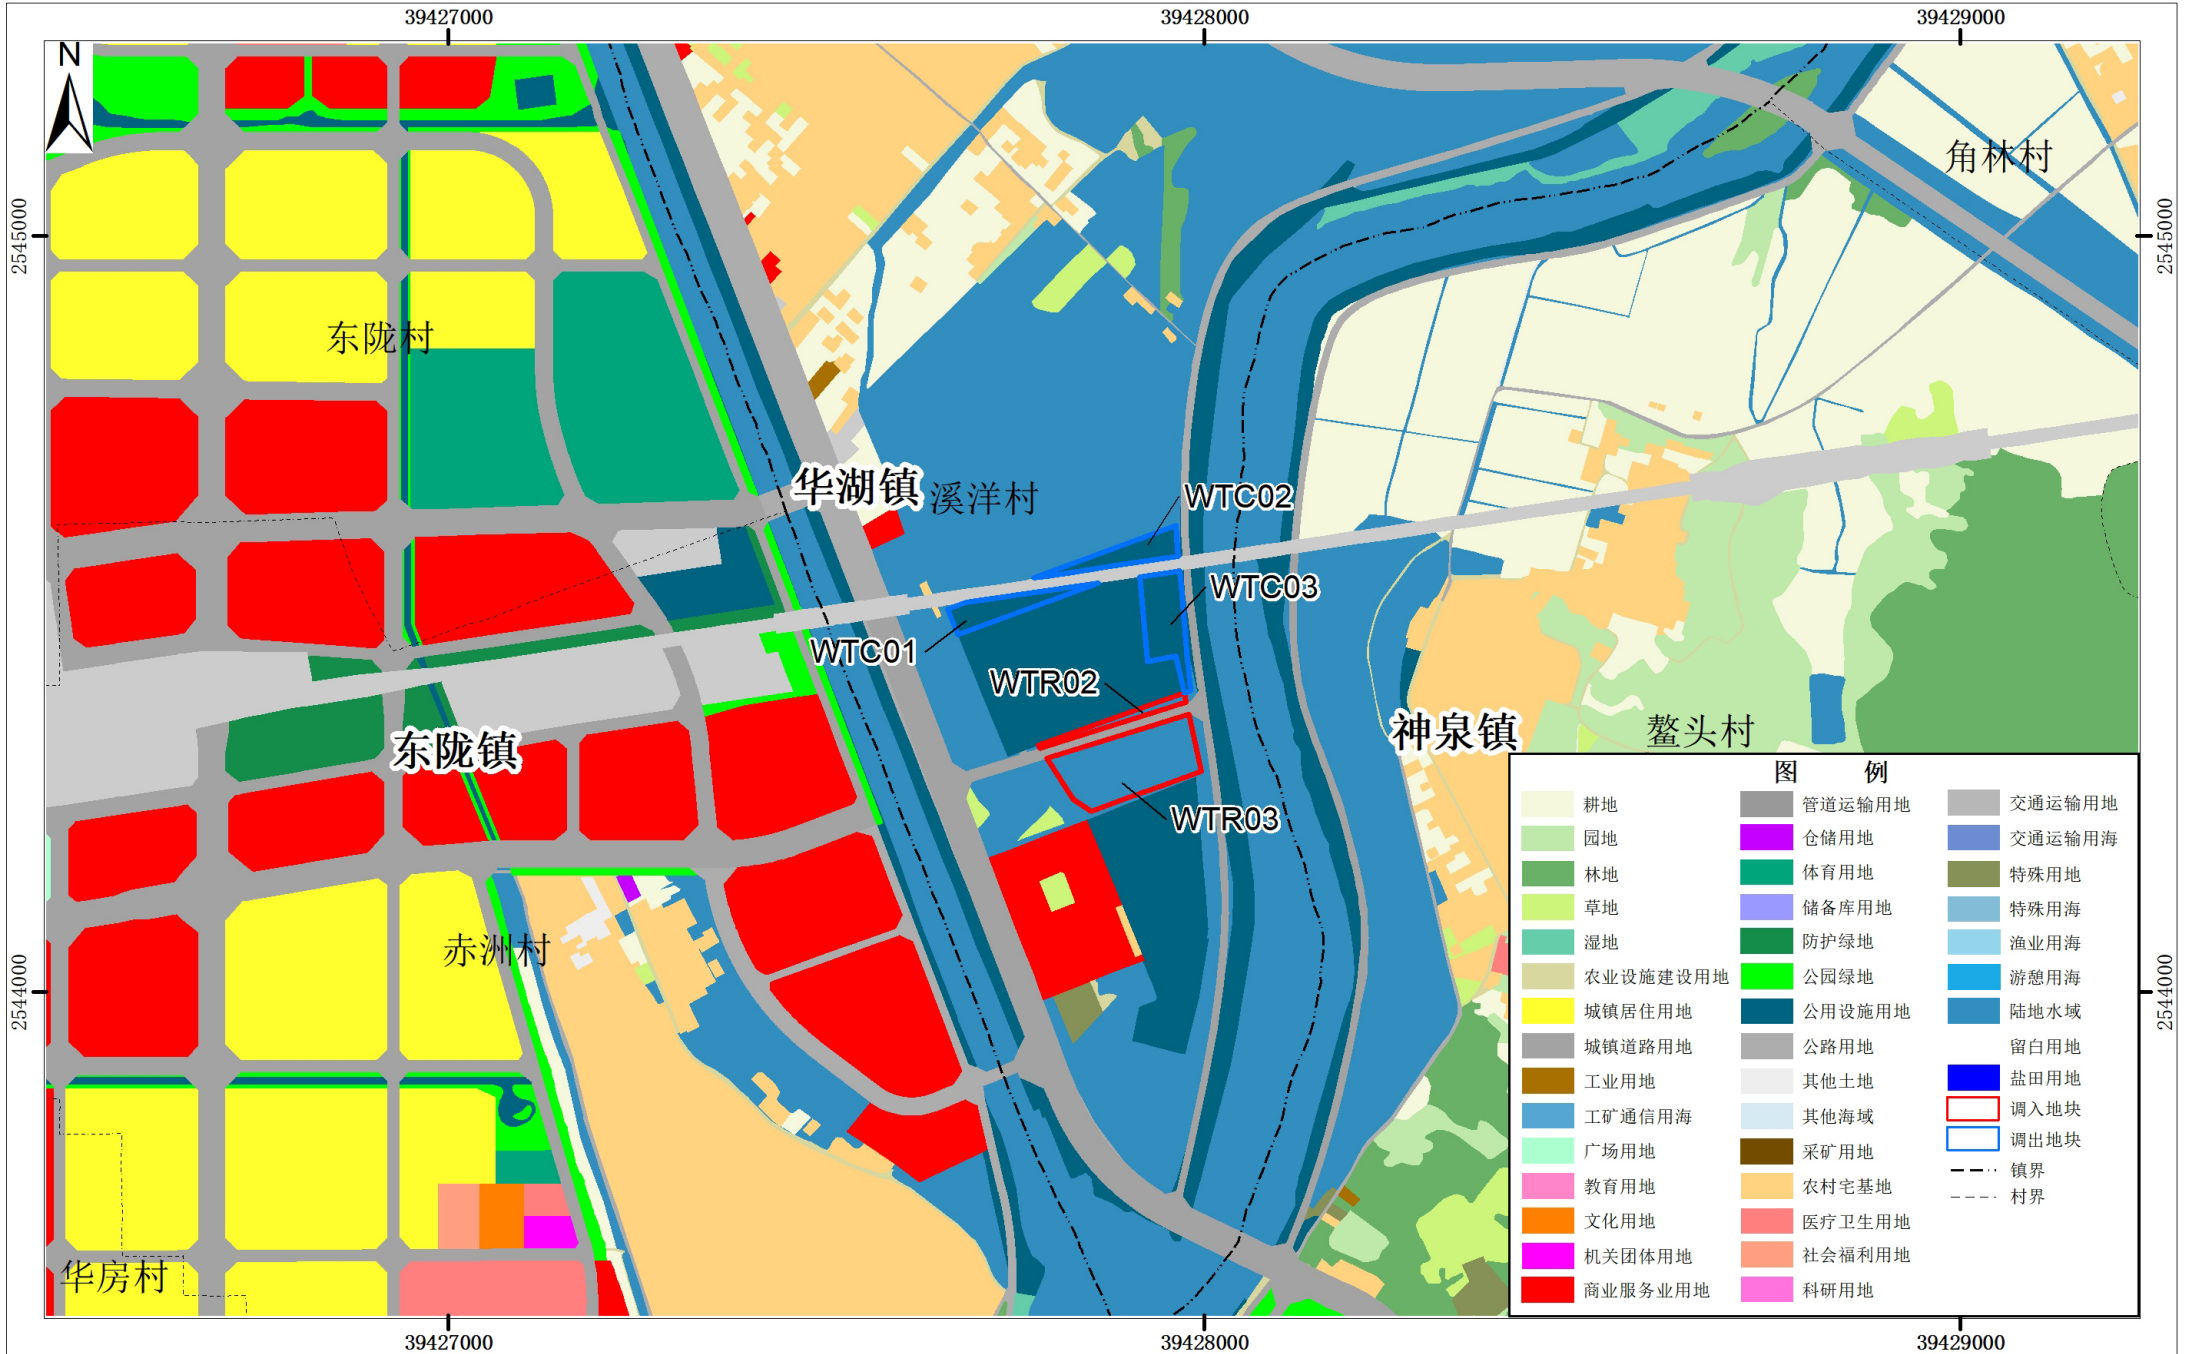 39427000
39428000
39429000
N
角林村
2545000
2545000
东陇村
华湖镇
溪洋村
WTC02
WTC03
WTC01
WTR02
东陇镇
神泉镇
鳌头村
WTR03
赤洲村
2544000
2544000
华房村
图 例
耕地
园地
林地
草地
湿地
农业设施建设用地
城镇居住用地
城镇道路用地
工业用地
工矿通信用海
广场用地
教育用地
文化用地
机关团体用地
商业服务业用地
管道运输用地
仓储用地
体育用地
储备库用地
防护绿地
公园绿地
公用设施用地
公路用地
其他土地
其他海域
采矿用地
农村宅基地
医疗卫生用地
社会福利用地
科研用地
交通运输用地
交通运输用海
特殊用地
特殊用海
渔业用海
游憩用海
陆地水域
留白用地
盐田用地
调入地块
调出地块
镇界
村界
39427000
39428000
39429000